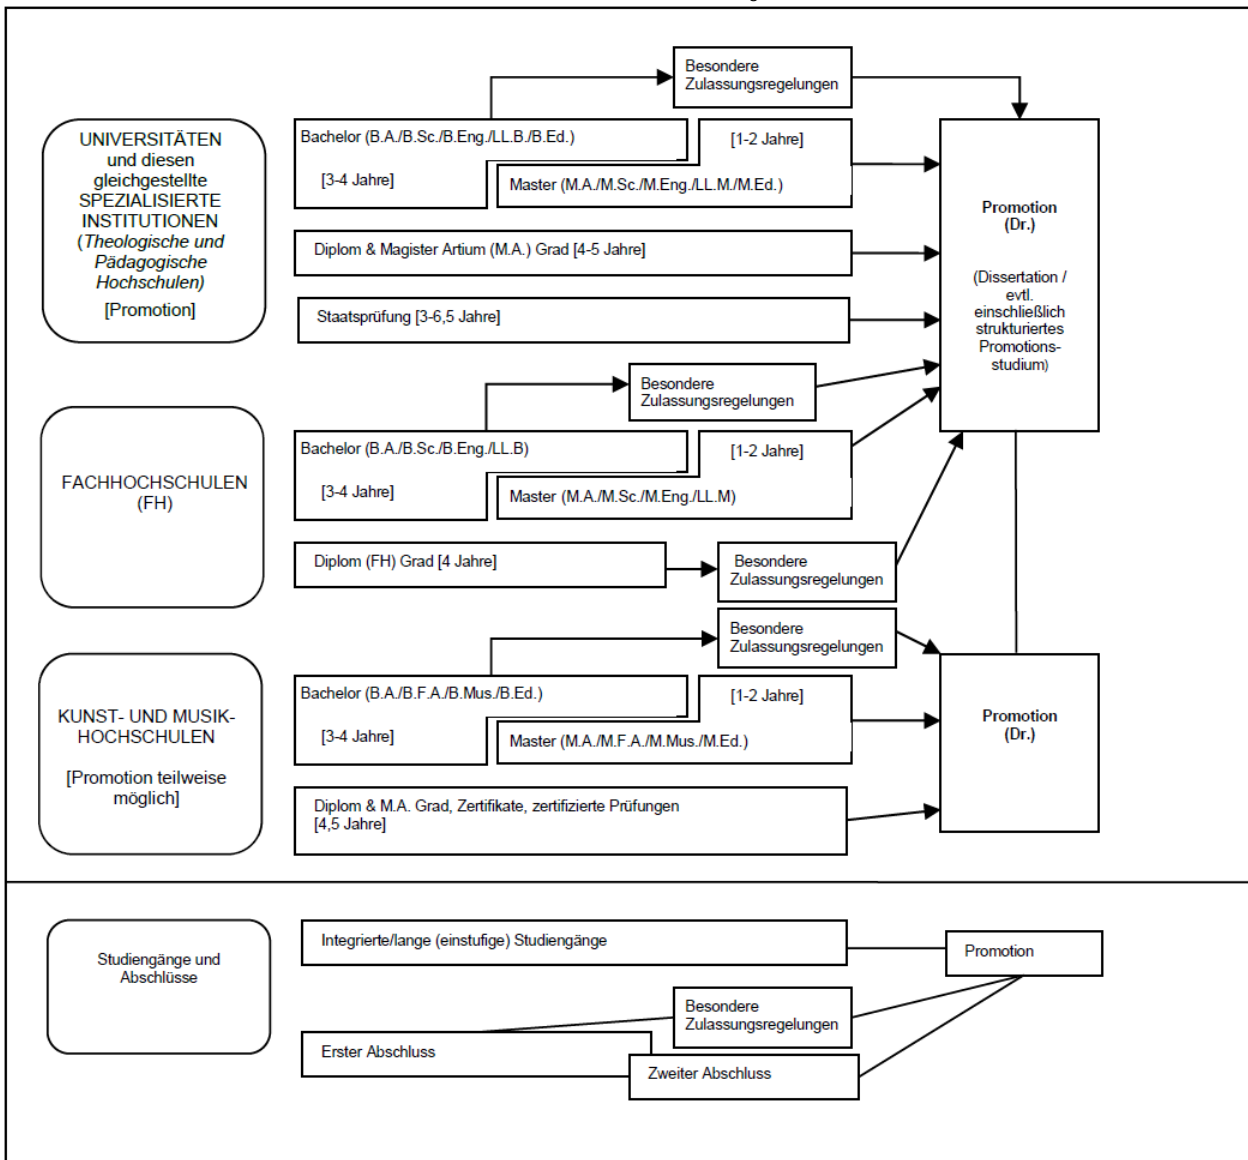 Besondere
Zulassungsregelungen
UNIVERSITÄTEN
und diesen
gleichgestellte
SPEZIALISIERTE
INSTITUTIONEN
(Theologische und
Pädagogische
Hochschulen)
[Promotion]
Bachelor (B.A./B.Sc./B.Eng./LL.B./B.Ed.)
[1-2 Jahre]
[3-4 Jahre]
Master (M.A./M.Sc./M.Eng./LL.M./M.Ed.)
Diplom & Magister Artium (M.A.) Grad [4-5 Jahre]
Staatsprüfung [3-6,5 Jahre]
Promotion
(Dr.)
(Dissertation /
evtl.
einschließlich
strukturiertes
Promotions-
studium)
Besondere
Zulassungsregelungen
FACHHOCHSCHULEN
(FH)
Bachelor (B.A./B.Sc./B.Eng./LL.B)
[1-2 Jahre]
[3-4 Jahre]
Master (M.A./M.Sc./M.Eng./LL.M)
Diplom (FH) Grad [4 Jahre]
Besondere
Zulassungsregelungen
Besondere
Zulassungsregelungen
KUNST- UND MUSIK-
HOCHSCHULEN
[Promotion teilweise
möglich]
Bachelor (B.A./B.F.A./B.Mus./B.Ed.)
[1-2 Jahre]
[3-4 Jahre]
Master (M.A./M.F.A./M.Mus./M.Ed.)
Diplom & M.A. Grad, Zertifikate, zertifizierte Prüfungen
[4,5 Jahre]
Promotion
(Dr.)
Studiengänge und
Abschlüsse
Integrierte/lange (einstufige) Studiengänge
Promotion
Besondere
Zulassungsregelungen
Erster Abschluss
Zweiter Abschluss